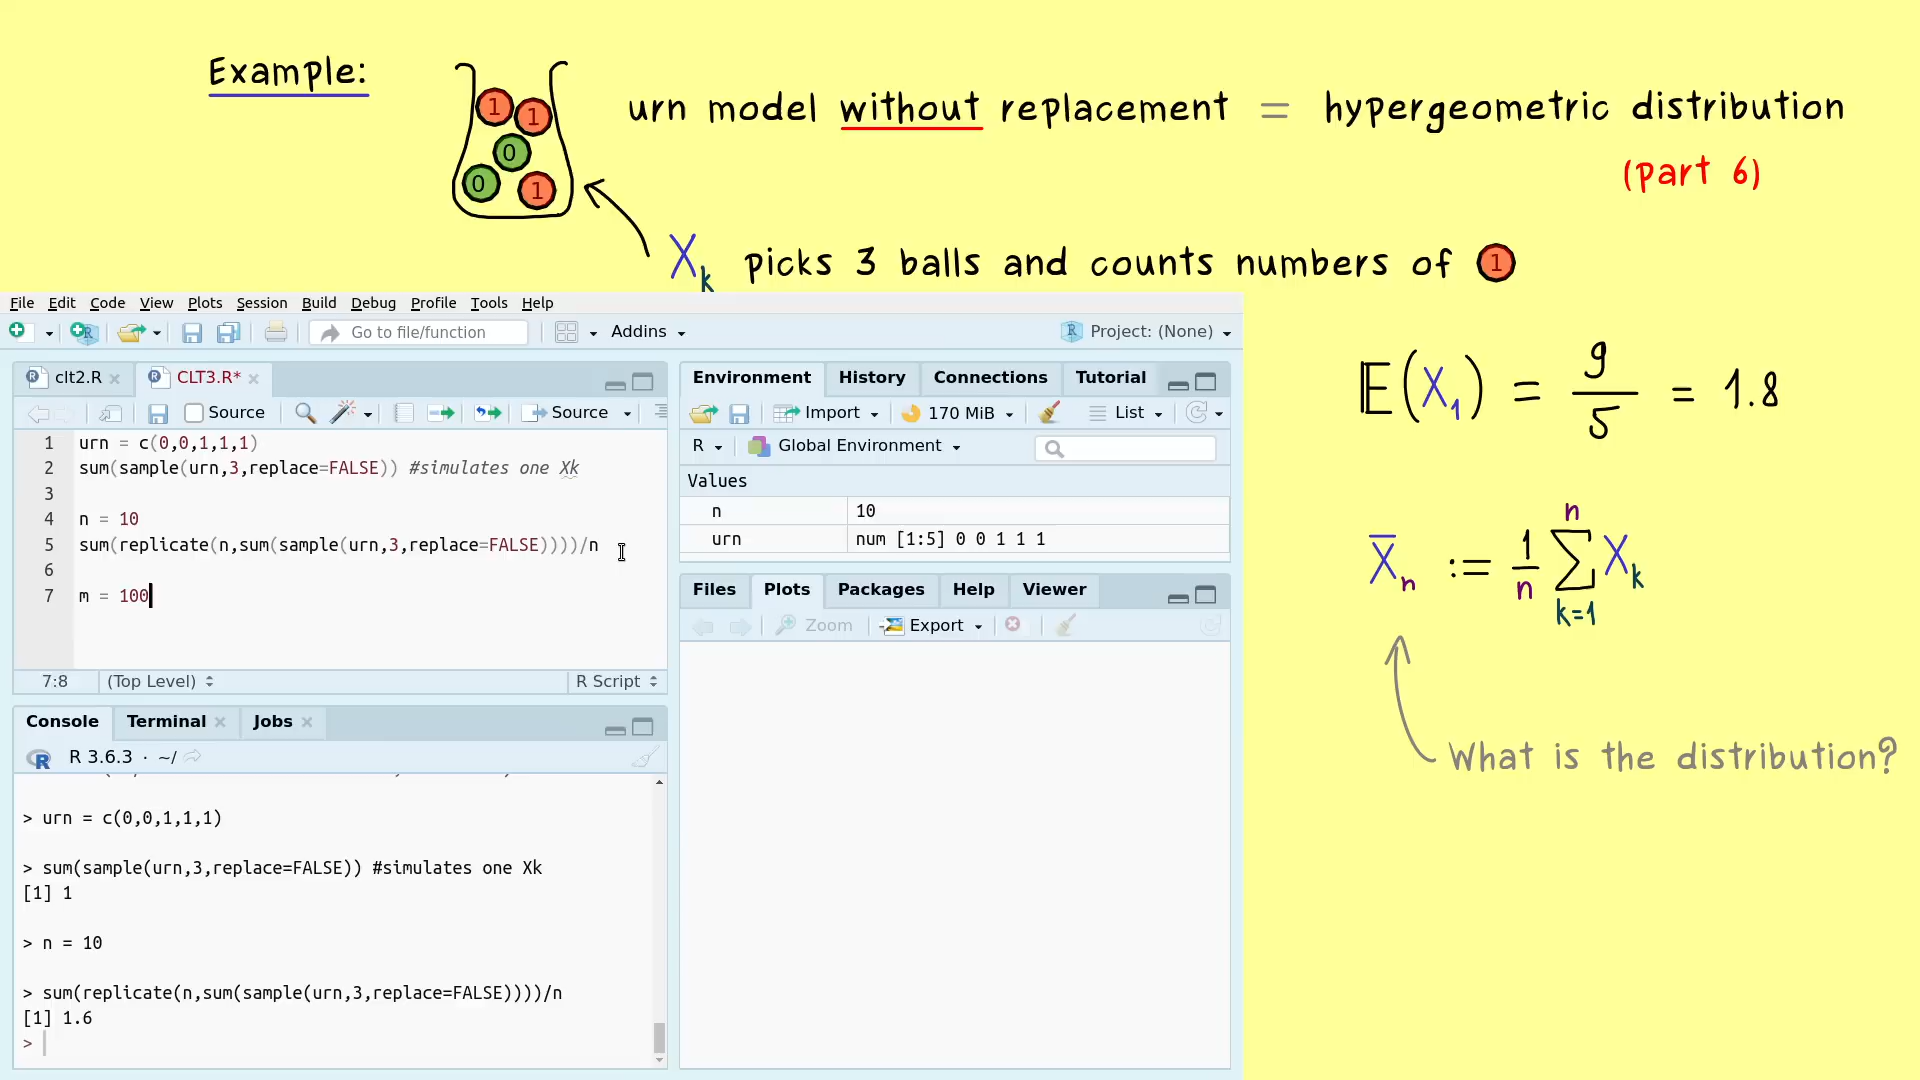 Example:
1 1 0 0 1
urn model without replacement = hypergeometric distribution
(part 6)
X_k picks 3 balls and counts numbers of 1
File Edit Code View Plots Session Build Debug Profile Tools Help
Go to file/function Addins Project: (None)
clt2.R CLT3.R*
Source Source
1 urn = c(0,0,1,1,1)
2 sum(sample(urn,3,replace=FALSE)) #simulates one Xk
3
4 n = 10
5 sum(replicate(n,sum(sample(urn,3,replace=FALSE))))/n
6
7 m = 100
7:8 (Top Level) R Script
Console Terminal Jobs
R 3.6.3 · ~/
> urn = c(0,0,1,1,1)
> sum(sample(urn,3,replace=FALSE)) #simulates one Xk
[1] 1
> n = 10
> sum(replicate(n,sum(sample(urn,3,replace=FALSE))))/n
[1] 1.6
>
Environment History Connections Tutorial
Import 170 MiB List
R Global Environment
Values
n 10
urn num [1:5] 0 0 1 1 1
Files Plots Packages Help Viewer
Zoom Export
𝔼(X_1) = 9/5 = 1.8
X̄_n := 1/n ∑_{k=1}^{n} X_k
What is the distribution?